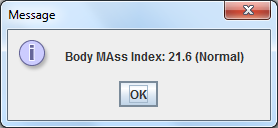 Message
Body MAss Index: 21.6 (Normal)
OK